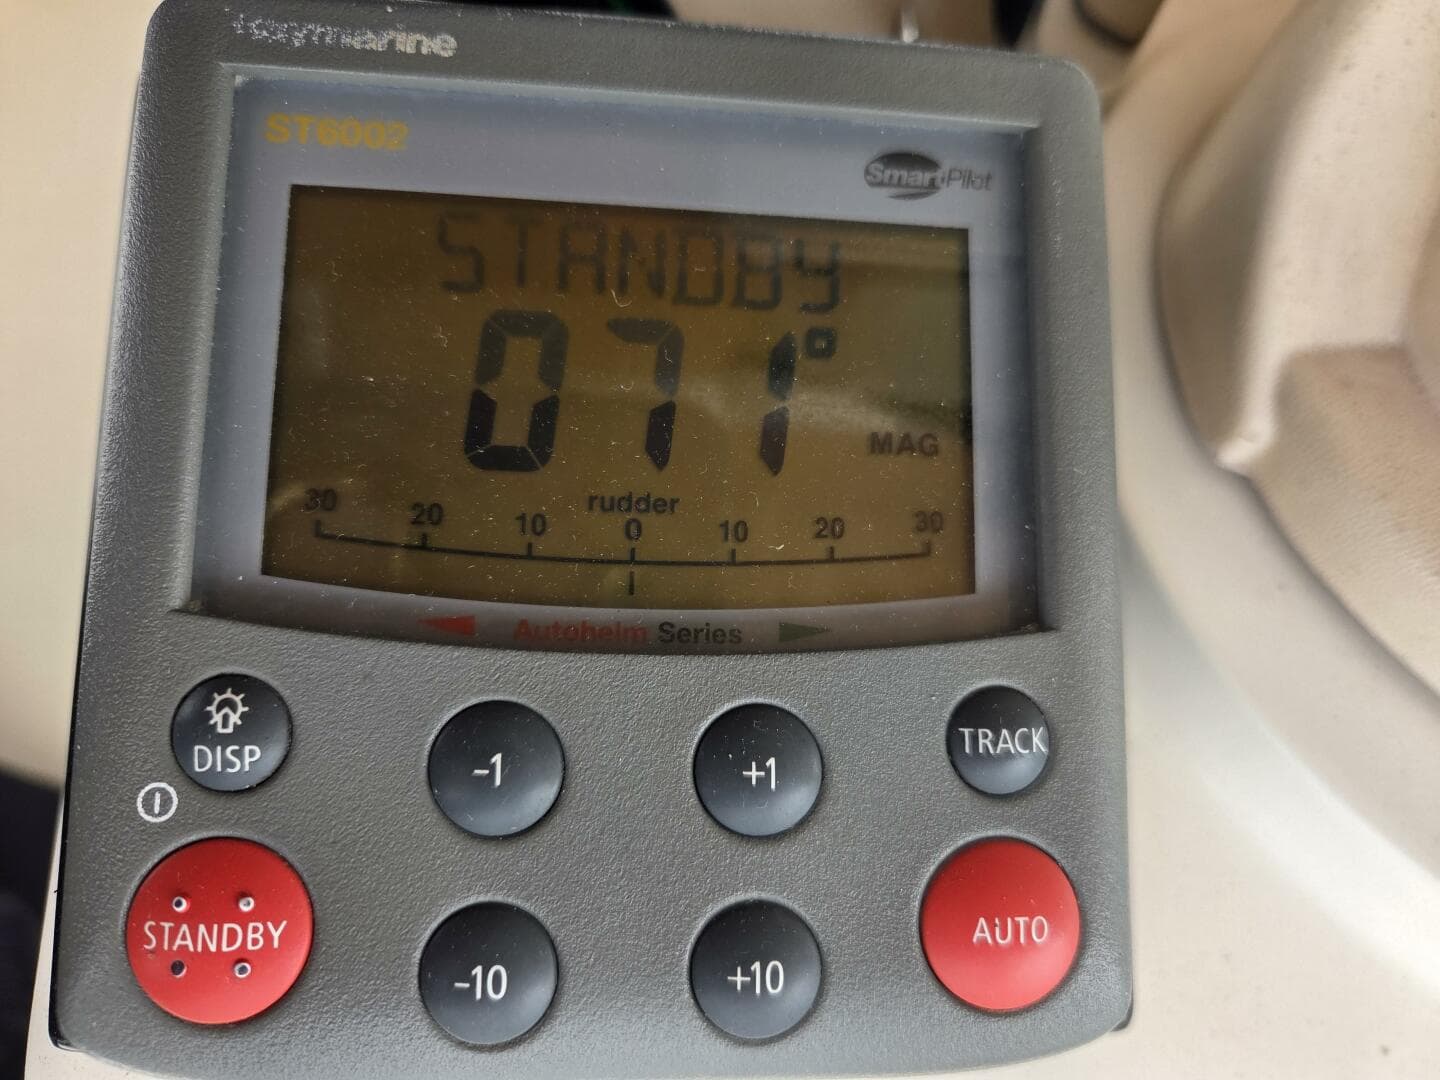 raymarine
ST6002
SmartPilot
STANDBY
071°
MAG
rudder
30 20 10 0 10 20 30
Autohelm Series
DISP
-1
+1
TRACK
STANDBY
-10
+10
AUTO